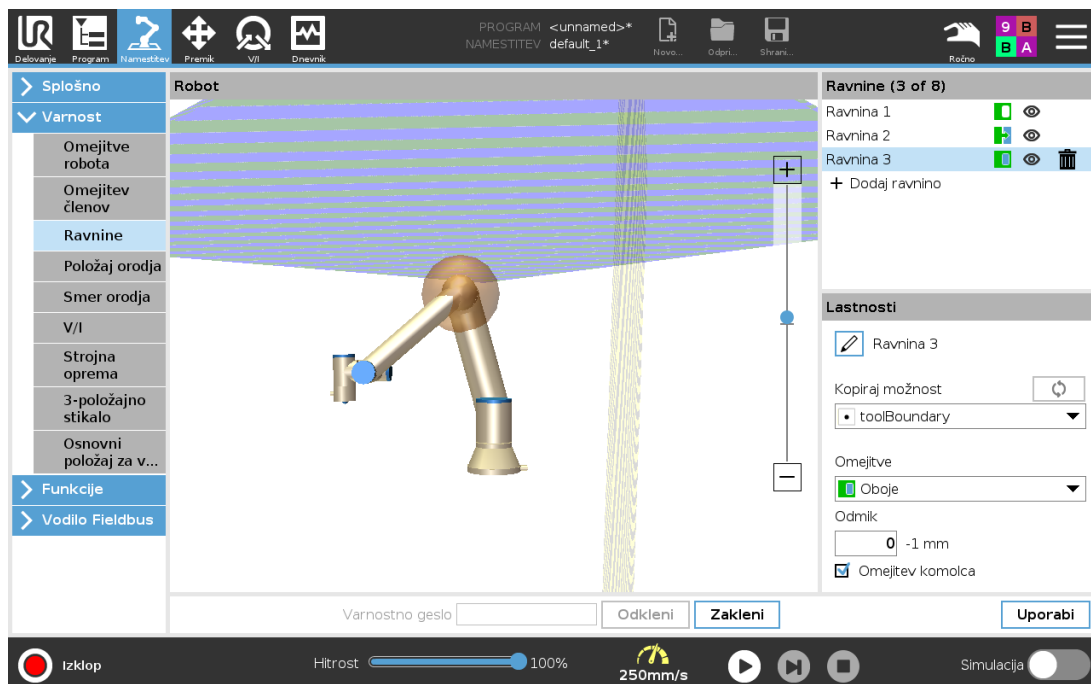 PROGRAM <unnamed>*
NAMESTITEV default_1*
Delovanje
Program
Namestitev
Premik
V/I
Dnevnik
Novo...
Odpri...
Shrani...
Ročno
9 B
B A
Splošno
Varnost
Omejitve
robota
Omejitev
členov
Ravnine
Položaj orodja
Smer orodja
V/I
Strojna
oprema
3-položajno
stikalo
Osnovni
položaj za v...
Funkcije
Vodilo Fieldbus
Robot
Ravnine (3 of 8)
Ravnina 1
Ravnina 2
Ravnina 3
+ Dodaj ravnino
Lastnosti
Ravnina 3
Kopiraj možnost
toolBoundary
Omejitve
Oboje
Odmik
0 -1 mm
Omejitev komolca
Varnostno geslo
Odkleni
Zakleni
Uporabi
Izklop
Hitrost
100%
250mm/s
Simulacija